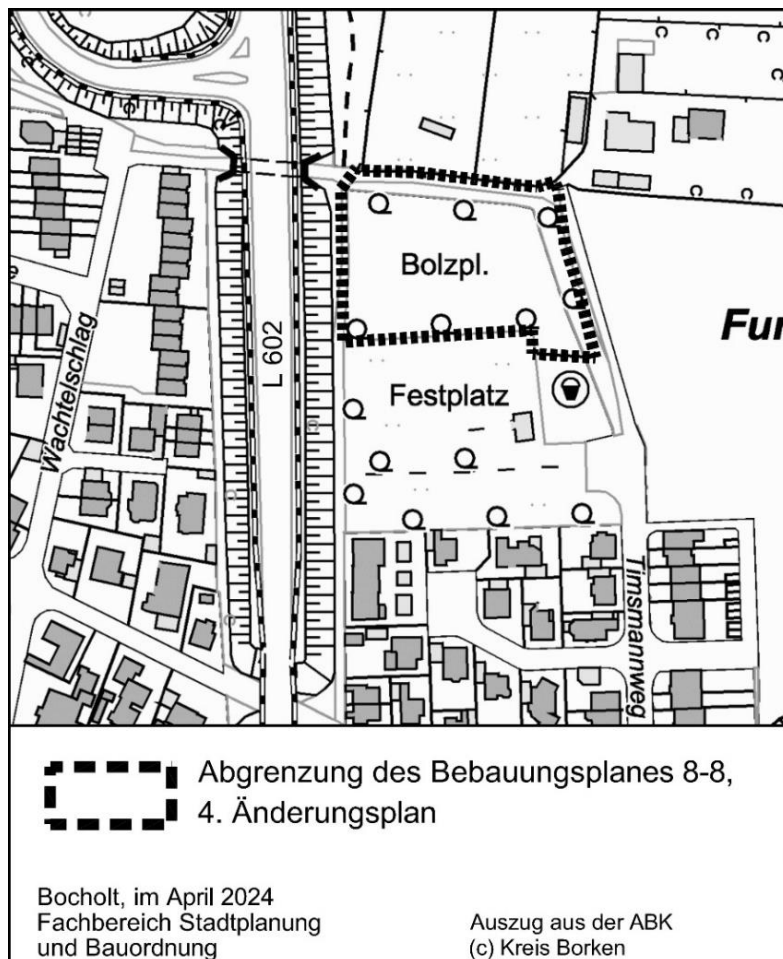 Bolzpl.
Fur
L 602
Festplatz
Wachtelschlag
Timsmannweg
Abgrenzung des Bebauungsplanes 8-8,
4. Änderungsplan
Bocholt, im April 2024
Fachbereich Stadtplanung
und Bauordnung
Auszug aus der ABK
(c) Kreis Borken